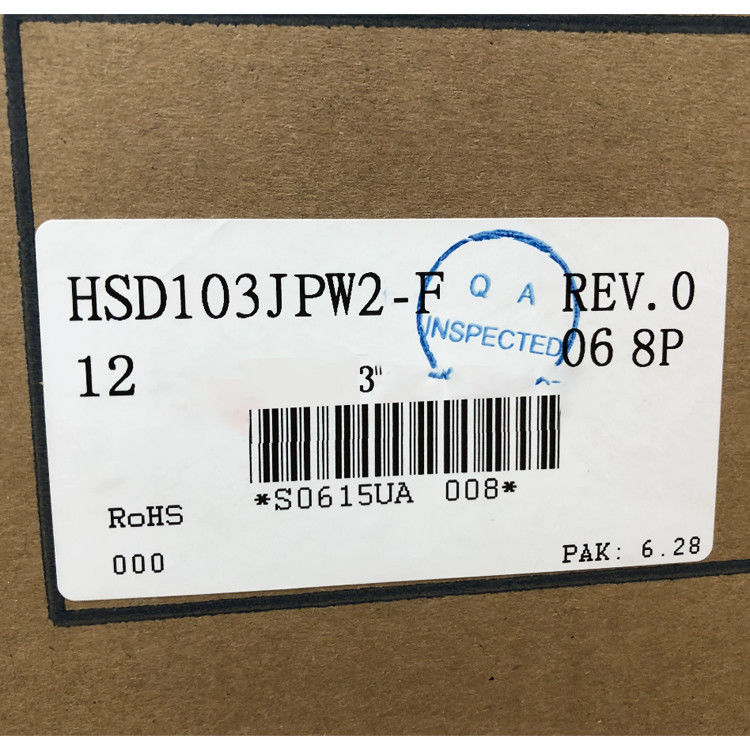 HSD103JPW2-F REV.0
Q A
INSPECTED
12 3" 06 8P
*S0615UA 008*
RoHS
000 PAK: 6.28